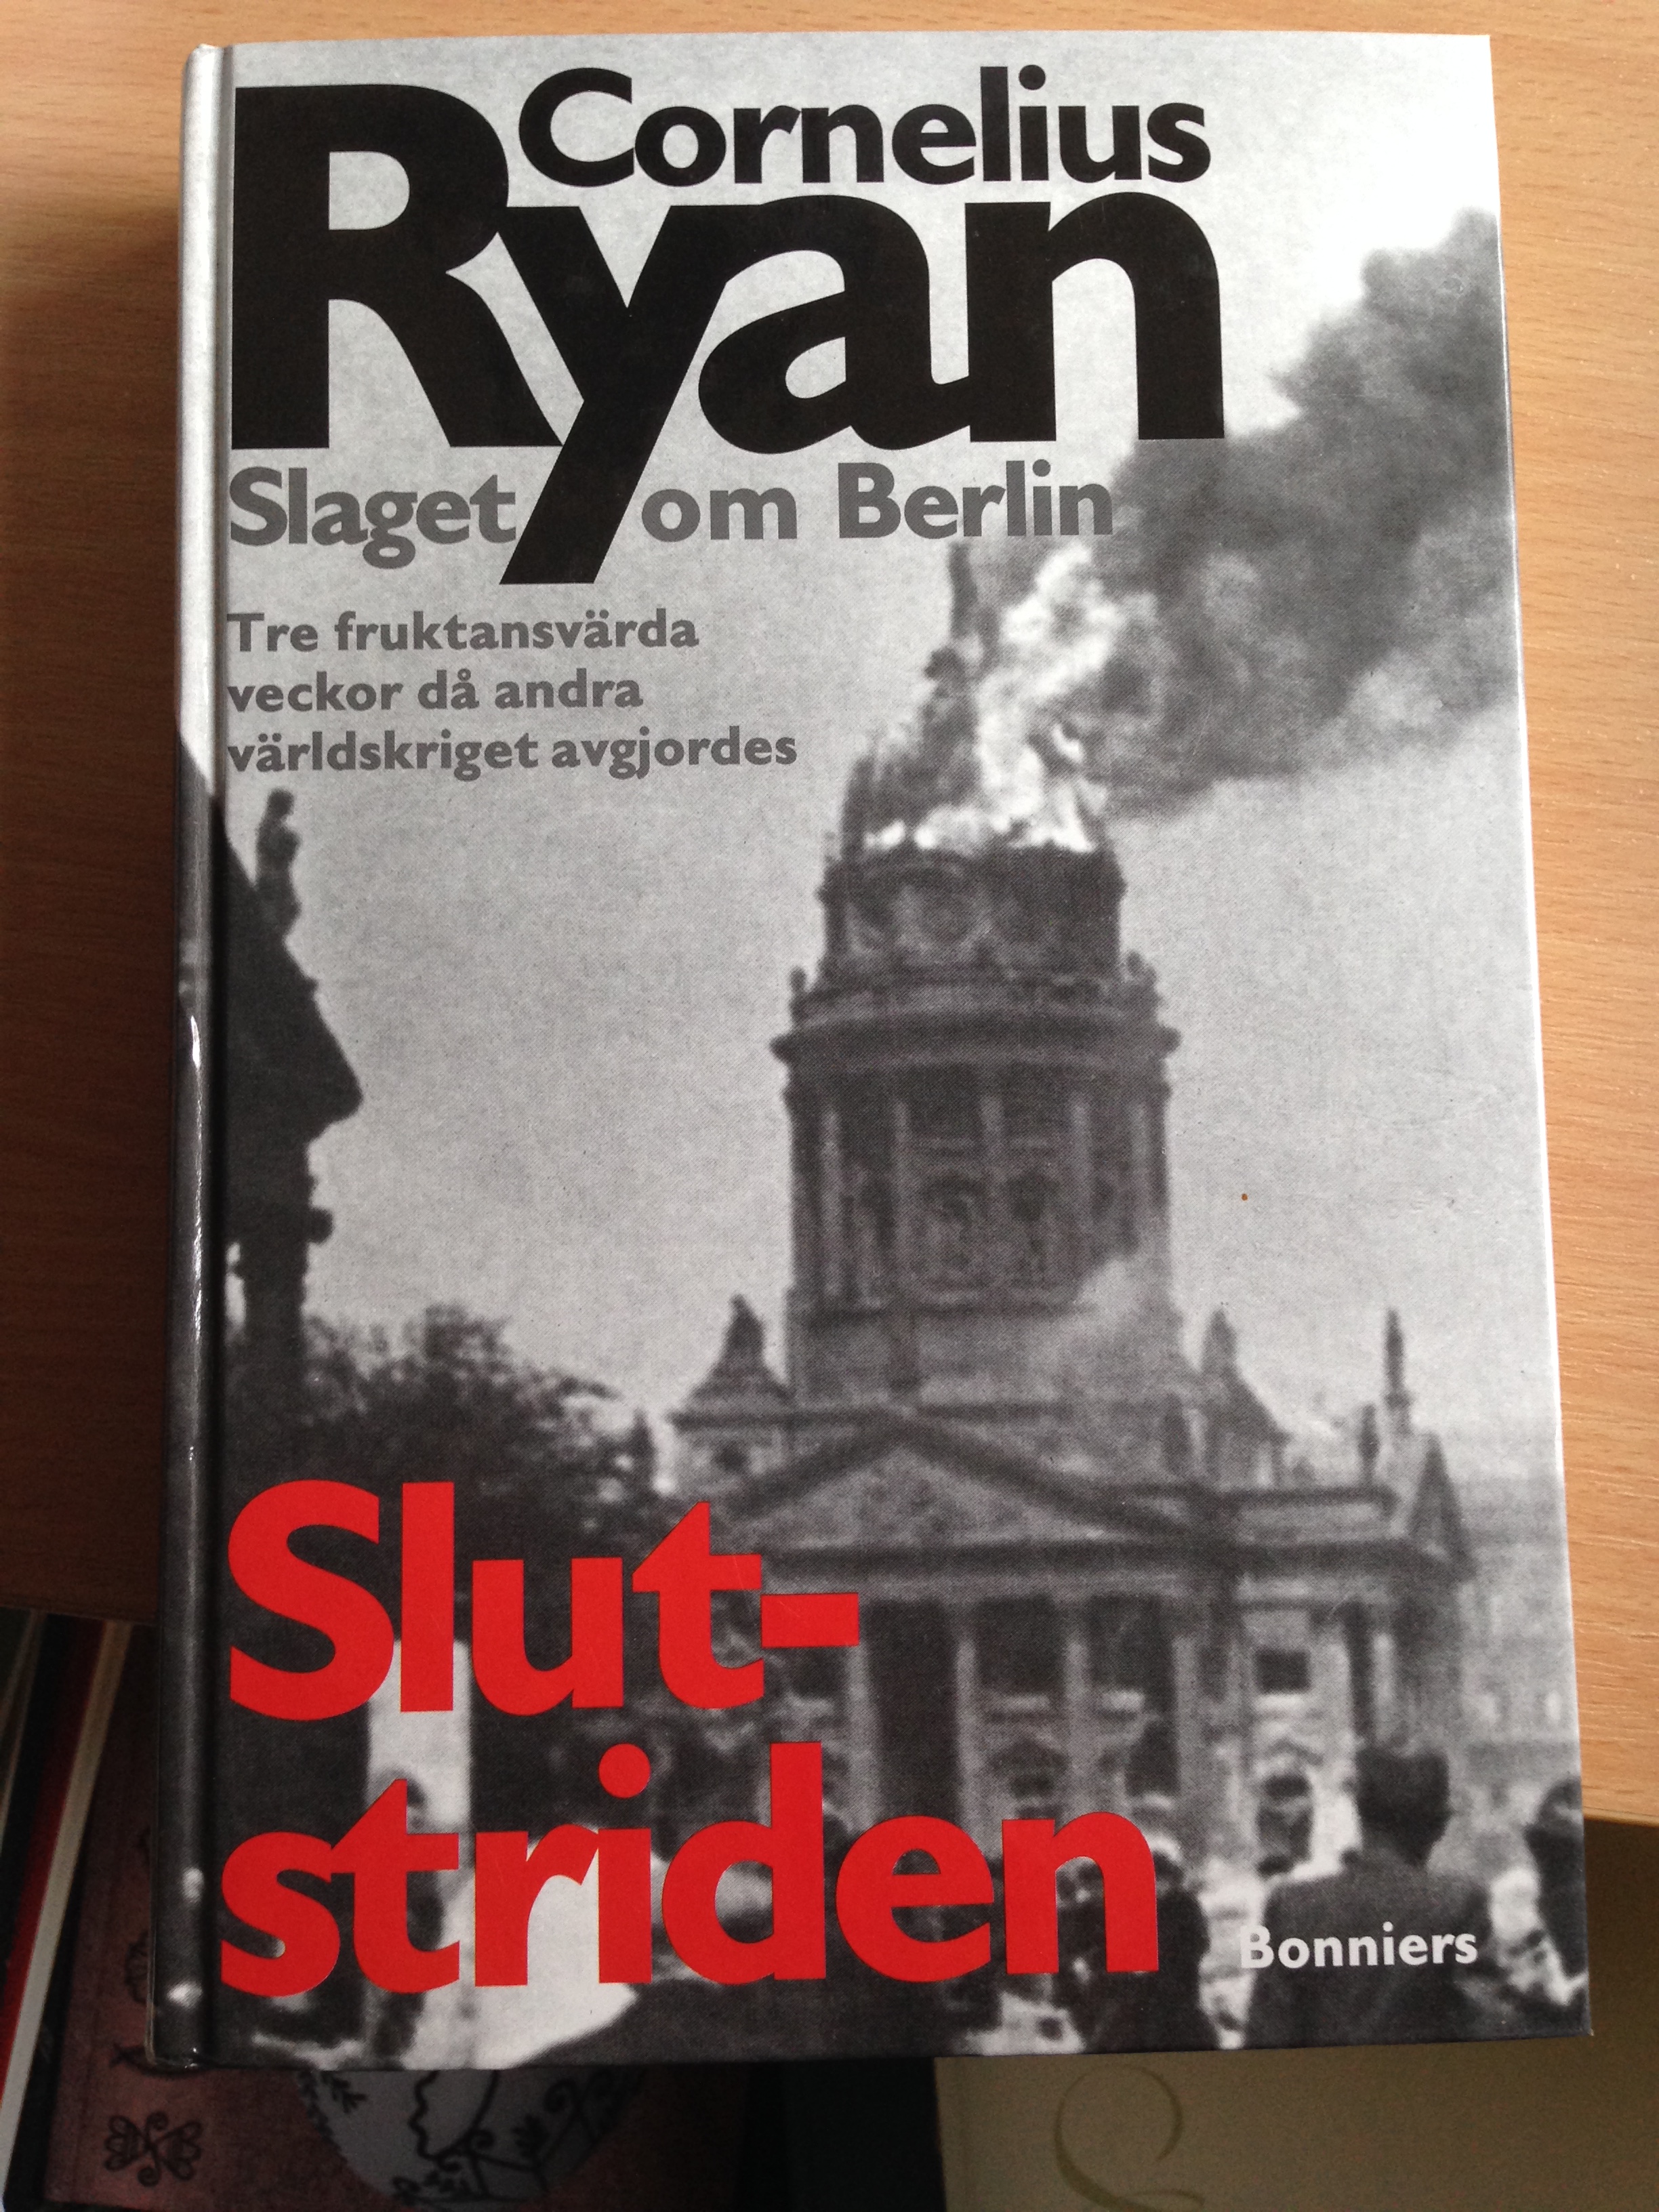 Cornelius
Ryan
Slaget om Berlin
Tre fruktansvärda
veckor då andra
världskriget avgjordes
Slut-
striden
Bonniers